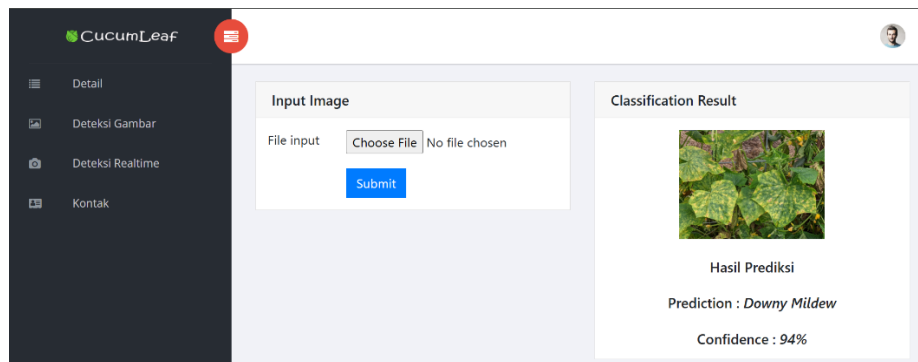 CucumLeaf
Detail
Deteksi Gambar
Deteksi Realtime
Kontak
Input Image
File input
Choose File No file chosen
Submit
Classification Result
Hasil Prediksi
Prediction : Downy Mildew
Confidence : 94%